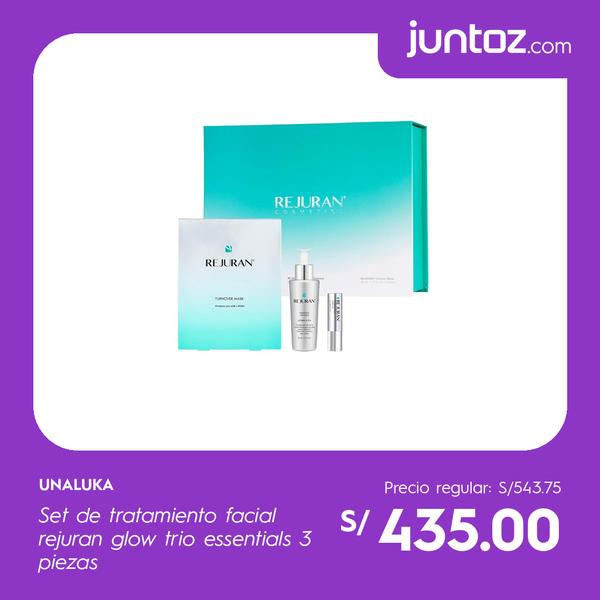 juntoz.com
REJURAN®
COSMETICS
REJURAN®
TURNOVER MASK
REJURAN®
REJURAN
UNALUKA
Set de tratamiento facial
rejuran glow trio essentials 3
piezas
Precio regular: S/543.75
S/ 435.00